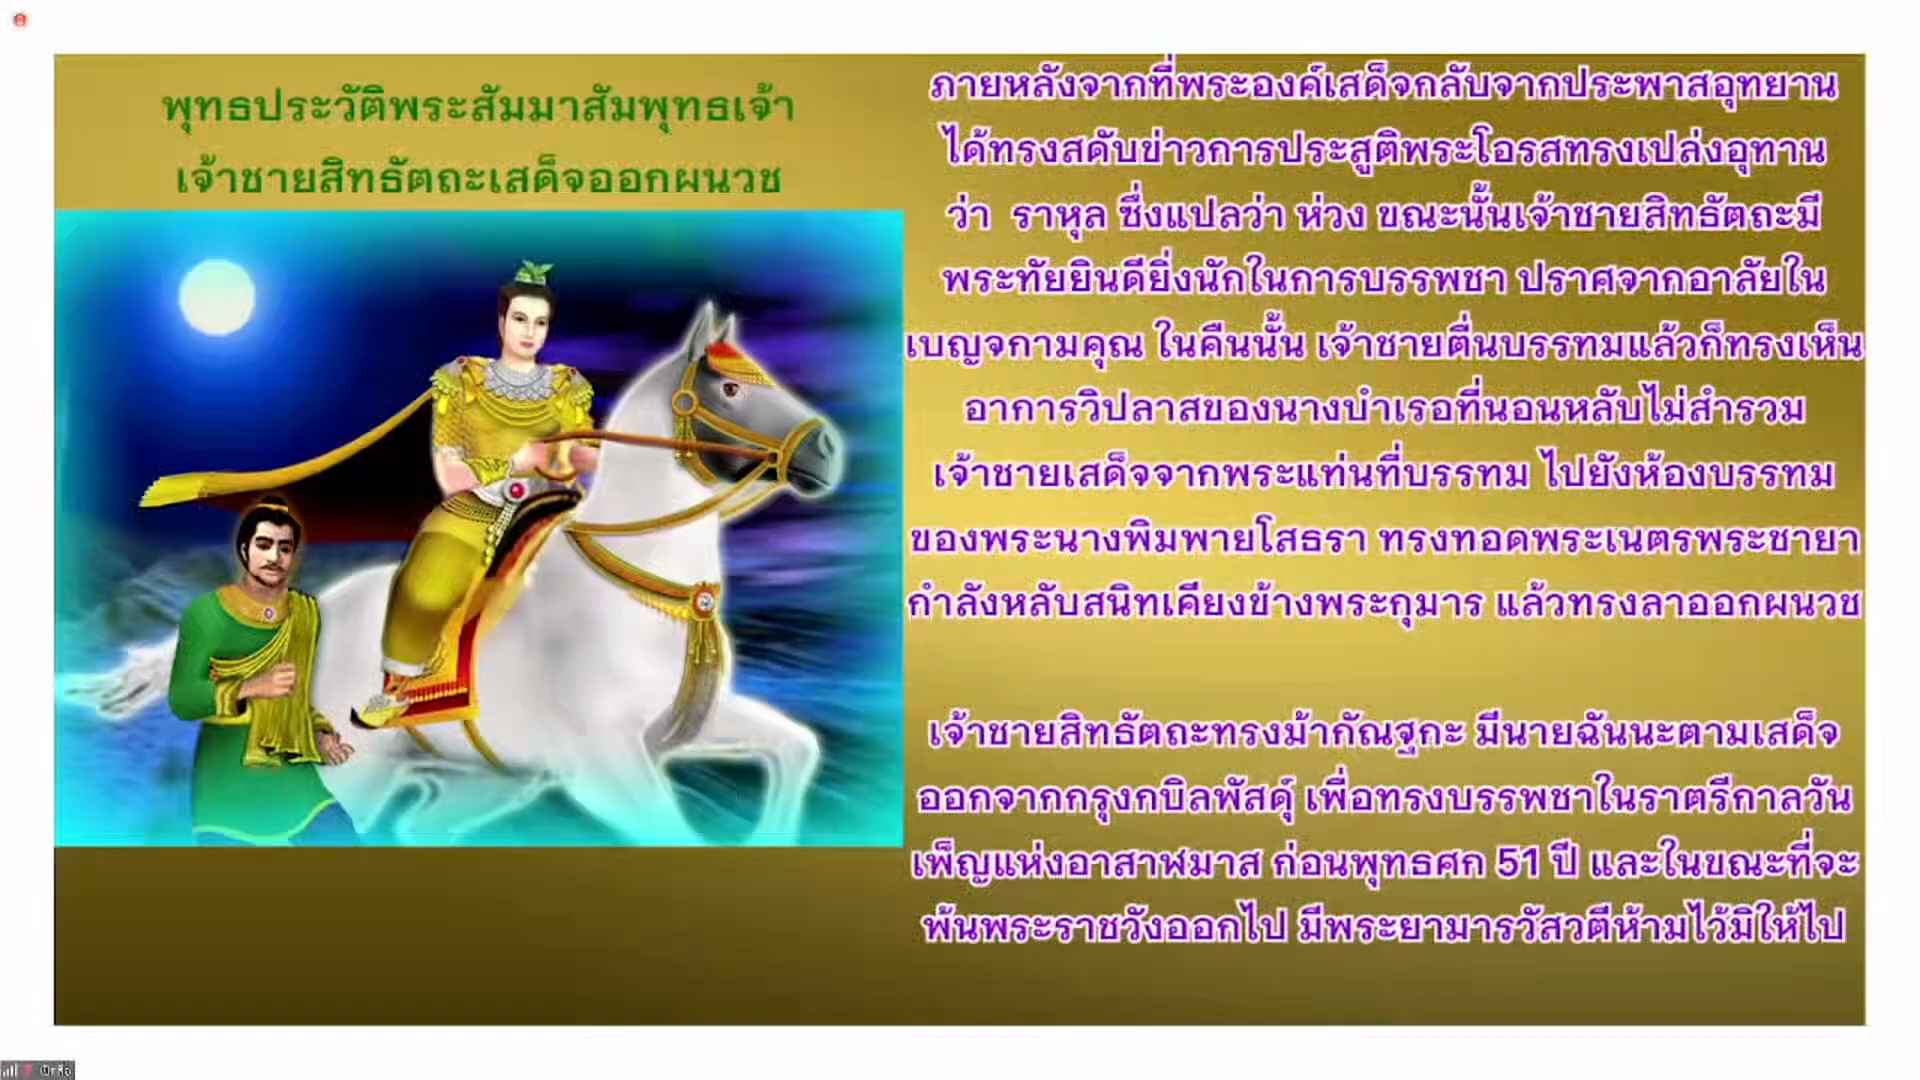 พุทธประวัติพระสัมมาสัมพุทธเจ้า
เจ้าชายสิทธัตถะเสด็จออกผนวช
ภายหลังจากที่พระองค์เสด็จกลับจากประพาสอุทยาน
ได้ทรงสดับข่าวการประสูติพระโอรสทรงเปล่งอุทาน
ว่า ราหุล ซึ่งแปลว่า ห่วง ขณะนั้นเจ้าชายสิทธัตถะมี
พระทัยยินดียิ่งนักในการบรรพชา ปราศจากอาลัยใน
เบญจกามคุณ ในคืนนั้น เจ้าชายตื่นบรรทมแล้วก็ทรงเห็น
อาการวิปลาสของนางบำเรอที่นอนหลับไม่สำรวม
เจ้าชายเสด็จจากพระแท่นที่บรรทม ไปยังห้องบรรทม
ของพระนางพิมพายโสธรา ทรงทอดพระเนตรพระชายา
กำลังหลับสนิทเคียงข้างพระกุมาร แล้วทรงลาออกผนวช
เจ้าชายสิทธัตถะทรงม้ากัณฐกะ มีนายฉันนะตามเสด็จ
ออกจากกรุงกบิลพัสดุ์ เพื่อทรงบรรพชาในราตรีกาลวัน
เพ็ญแห่งอาสาฬมาส ก่อนพุทธศก 51 ปี และในขณะที่จะ
พ้นพระราชวังออกไป มีพระยามารวัสวตีห้ามไว้มิให้ไป